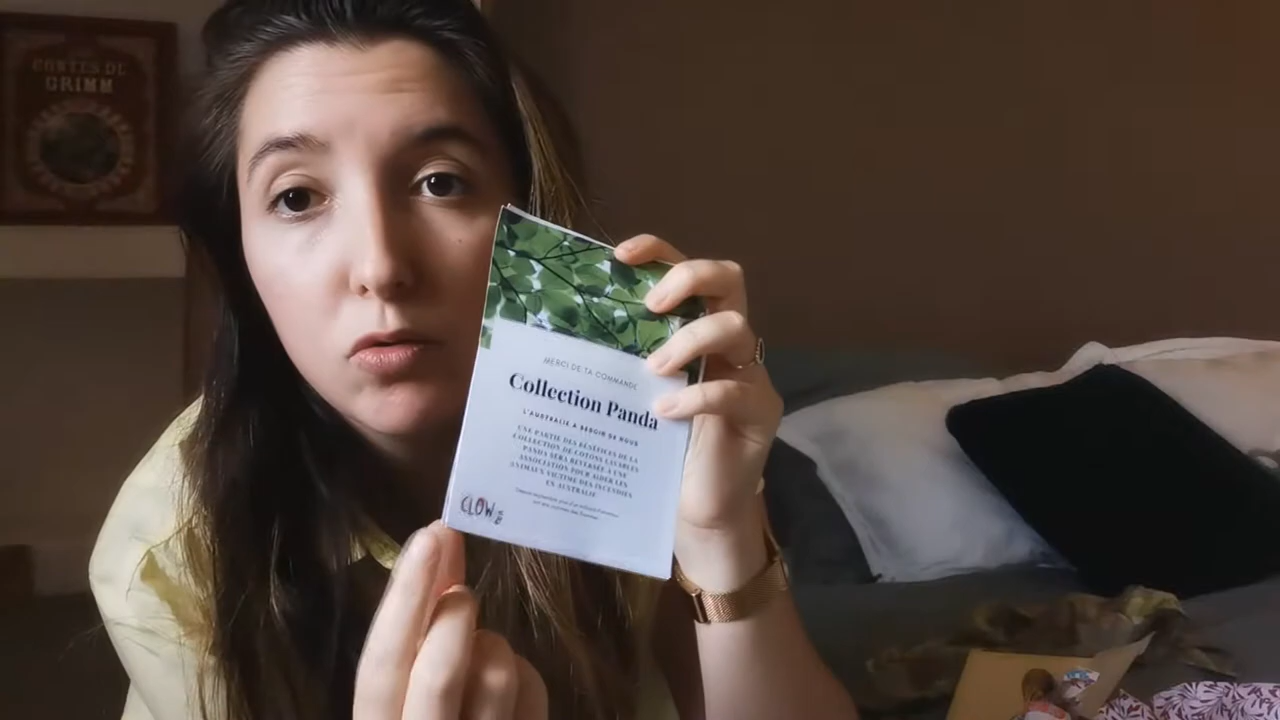 CONTES DE
GRIMM
MERCI DE TA COMMANDE
Collection Panda
L'AUSTRALIE A BESOIN DE NOUS
UNE PARTIE DES BÉNÉFICES DE LA
COLLECTION DE COTONS LAVABLES
PANDA SERA REVERSÉE À UNE
ASSOCIATION POUR AIDER LES
ANIMAUX VICTIME DES INCENDIES
EN AUSTRALIE
CLOW